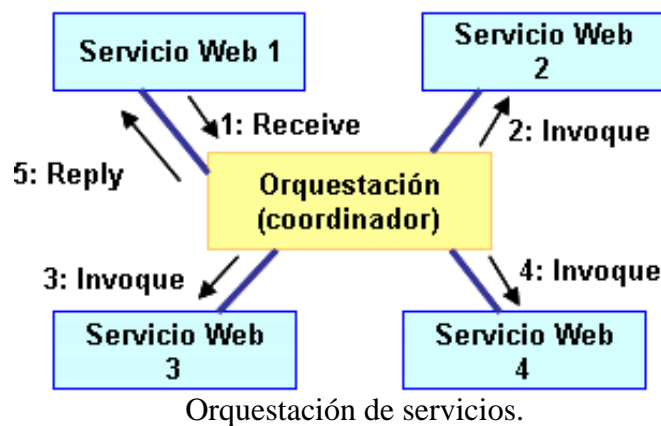 Servicio Web 1
Servicio Web
2
1: Receive
2: Invoque
5: Reply
Orquestación
(coordinador)
3: Invoque
4: Invoque
Servicio Web
3
Servicio Web
4
Orquestación de servicios.